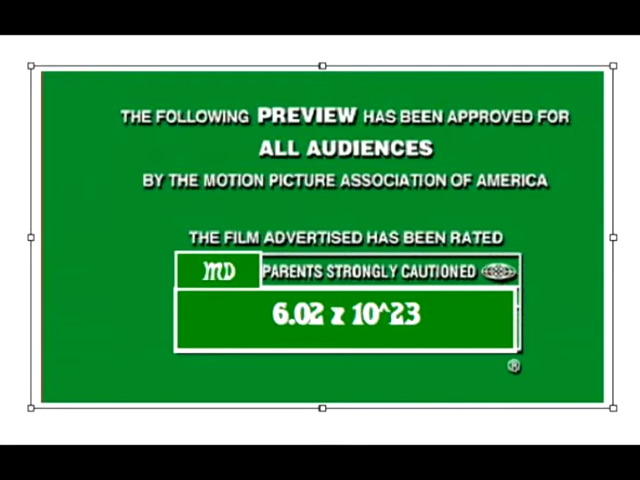 THE FOLLOWING PREVIEW HAS BEEN APPROVED FOR
ALL AUDIENCES
BY THE MOTION PICTURE ASSOCIATION OF AMERICA
THE FILM ADVERTISED HAS BEEN RATED
MD PARENTS STRONGLY CAUTIONED
6.02 x 10^23
®